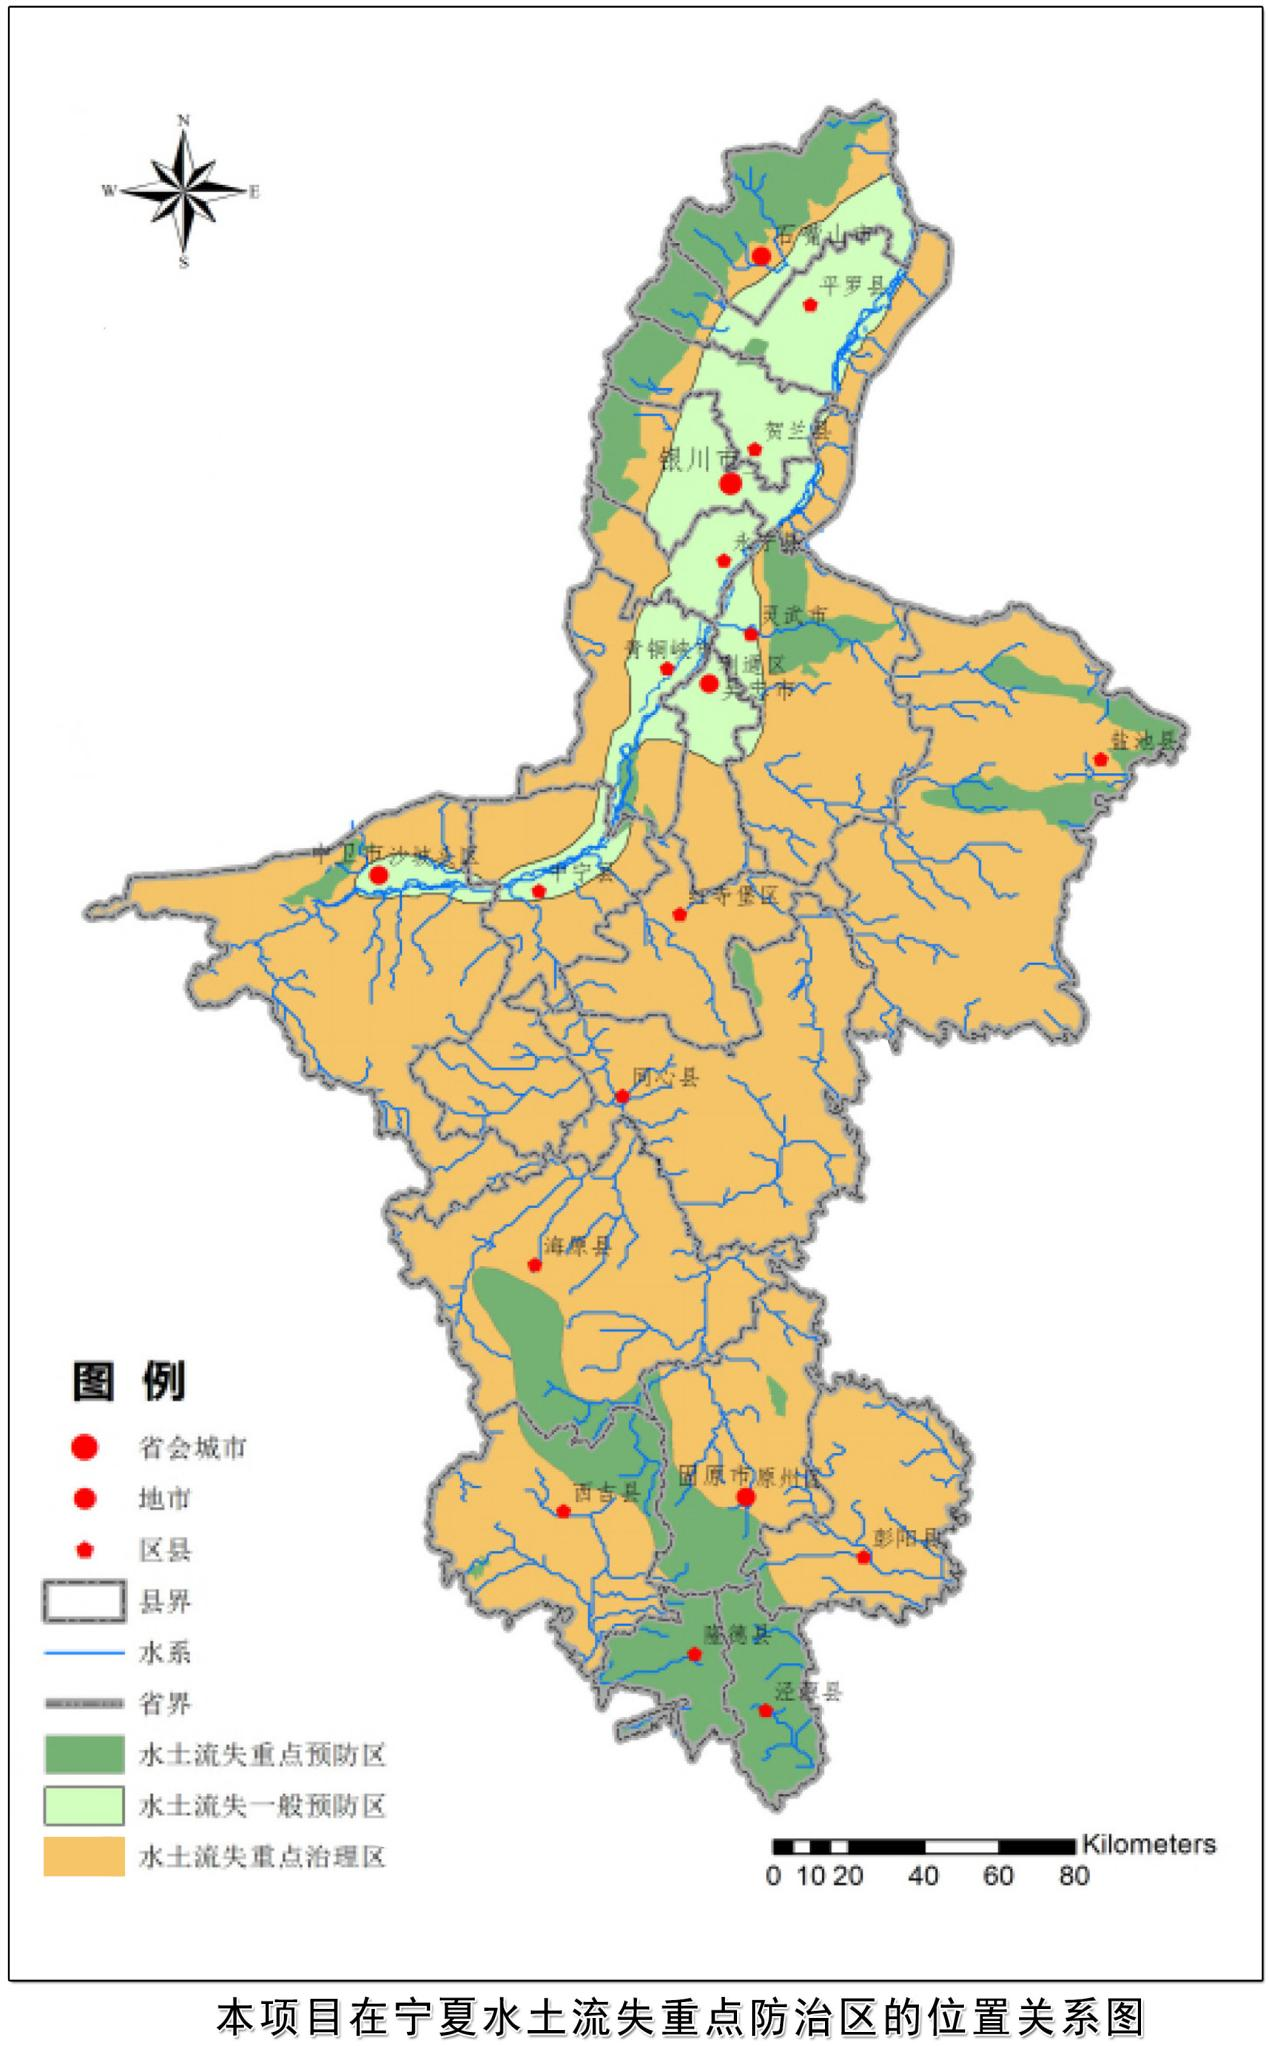 N
W E
S
石嘴山市
平罗县
贺兰县
银川市
永宁县
灵武市
青铜峡市
利通区
吴忠市
盐池县
中卫市 沙坡头区
中宁县
红寺堡区
同心县
海原县
固原市 原州区
西吉县
彭阳县
隆德县
泾源县
图 例
省会城市
地市
区县
县界
水系
省界
水土流失重点预防区
水土流失一般预防区
水土流失重点治理区
Kilometers
0 10 20 40 60 80
本项目在宁夏水土流失重点防治区的位置关系图